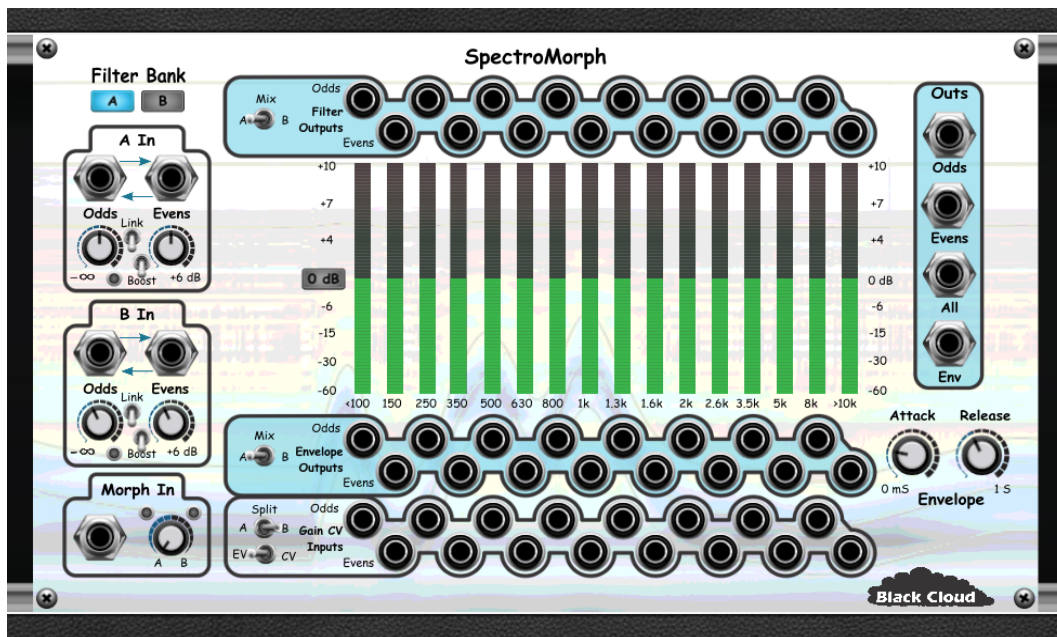 SpectroMorph
Filter Bank
A B
Mix
A B
Odds
Filter
Outputs
Evens
A In
Odds Evens
Link
Boost
-∞ +6 dB
B In
Odds Evens
Link
Boost
-∞ +6 dB
Morph In
A B
+10 +10
+7 +7
+4 +4
0 dB 0 dB
-6 -6
-15 -15
-30 -30
-60 -60
<100 150 250 350 500 630 800 1k 1.3k 1.6k 2k 2.6k 3.5k 5k 8k >10k
Mix
A B
Odds
Envelope
Outputs
Evens
Split
A B
EV CV
Odds
Gain CV
Inputs
Evens
Outs
Odds
Evens
All
Env
Attack Release
0 mS 1 S
Envelope
Black Cloud